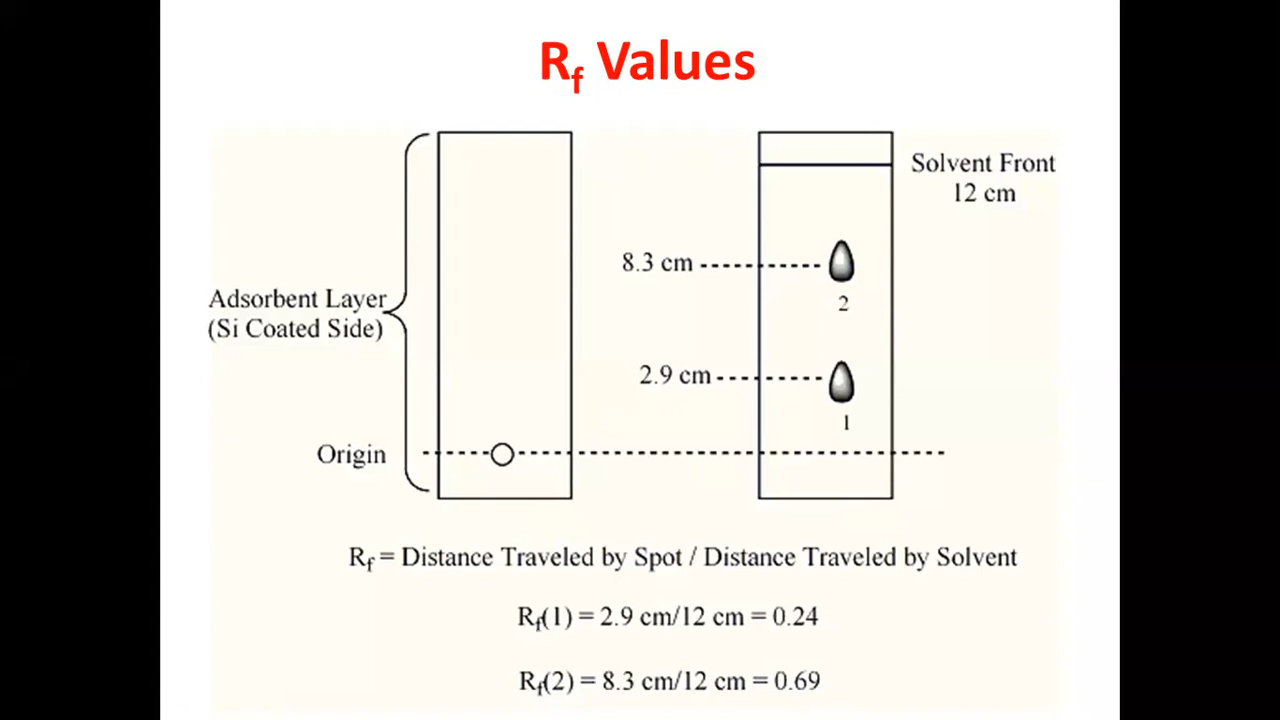 Rf Values
Solvent Front
12 cm
8.3 cm
2
Adsorbent Layer
(Si Coated Side)
2.9 cm
1
Origin
Rf = Distance Traveled by Spot / Distance Traveled by Solvent
Rf(1) = 2.9 cm/12 cm = 0.24
Rf(2) = 8.3 cm/12 cm = 0.69